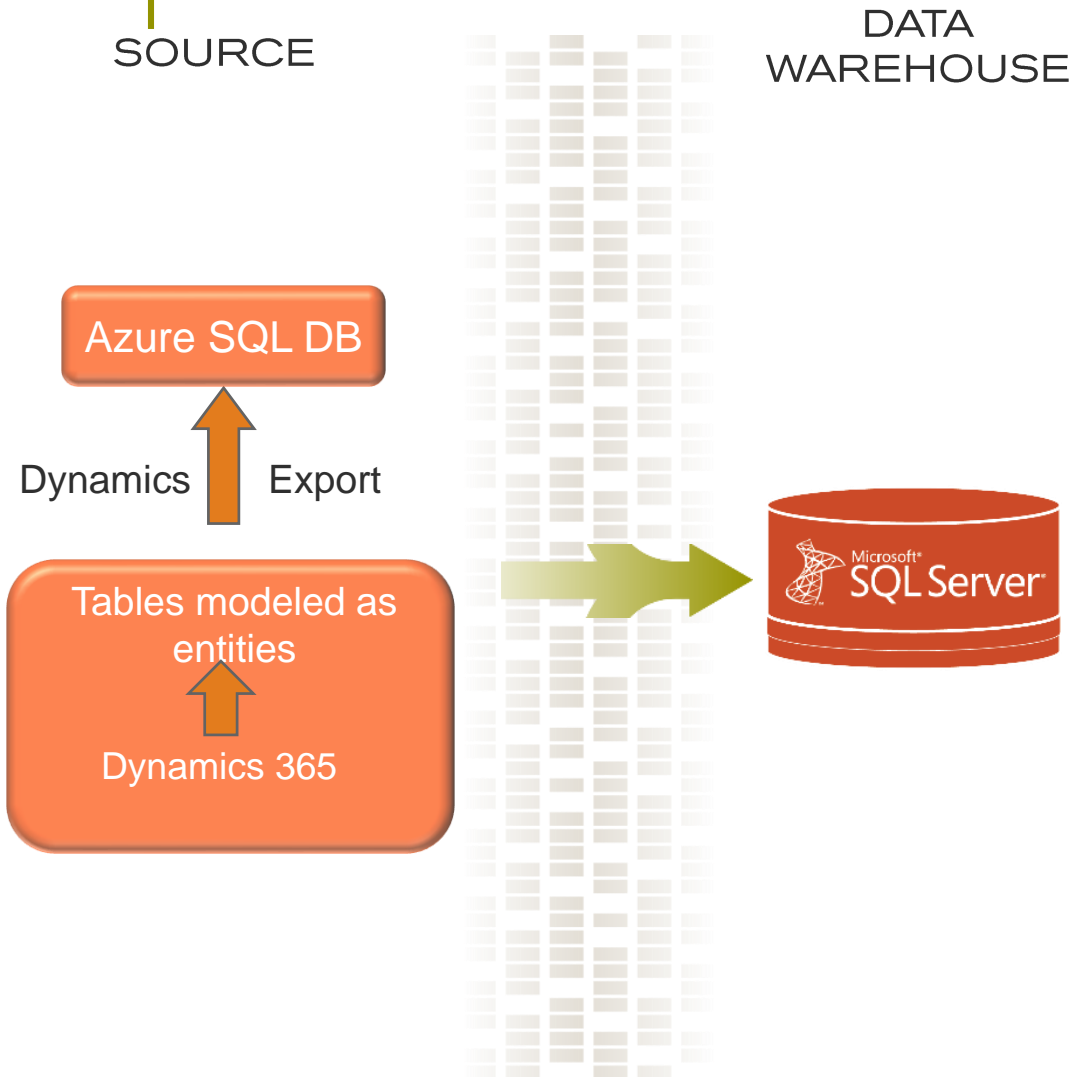 SOURCE
DATA
WAREHOUSE
Azure SQL DB
Dynamics Export
Tables modeled as
entities
Dynamics 365
Microsoft®
SQL Server®